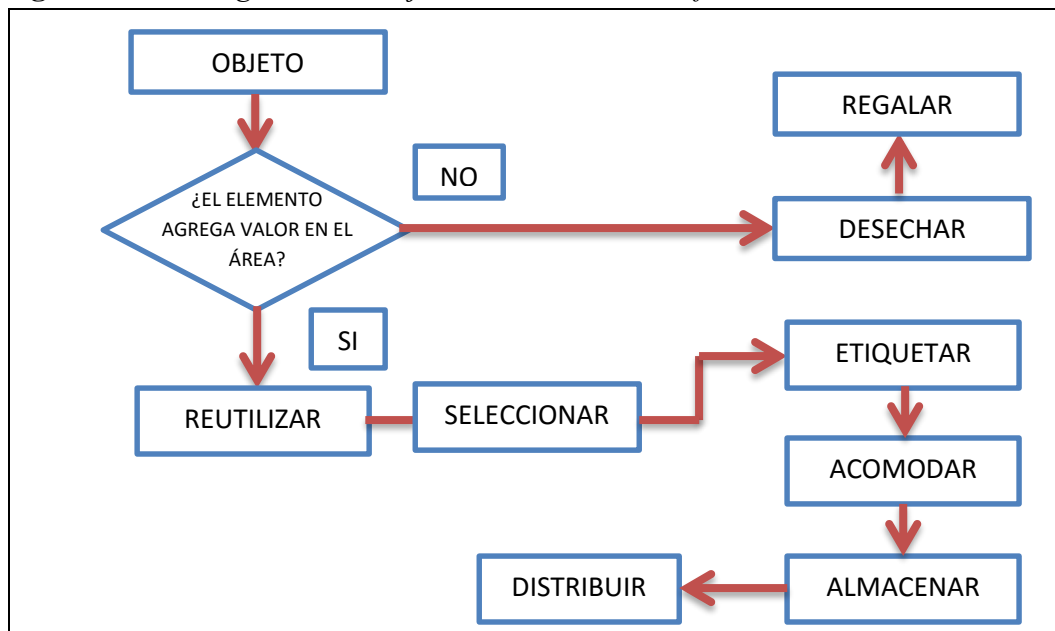 OBJETO
REGALAR
NO
¿EL ELEMENTO
AGREGA VALOR EN EL
ÁREA?
DESECHAR
SI
ETIQUETAR
REUTILIZAR
SELECCIONAR
ACOMODAR
DISTRIBUIR
ALMACENAR